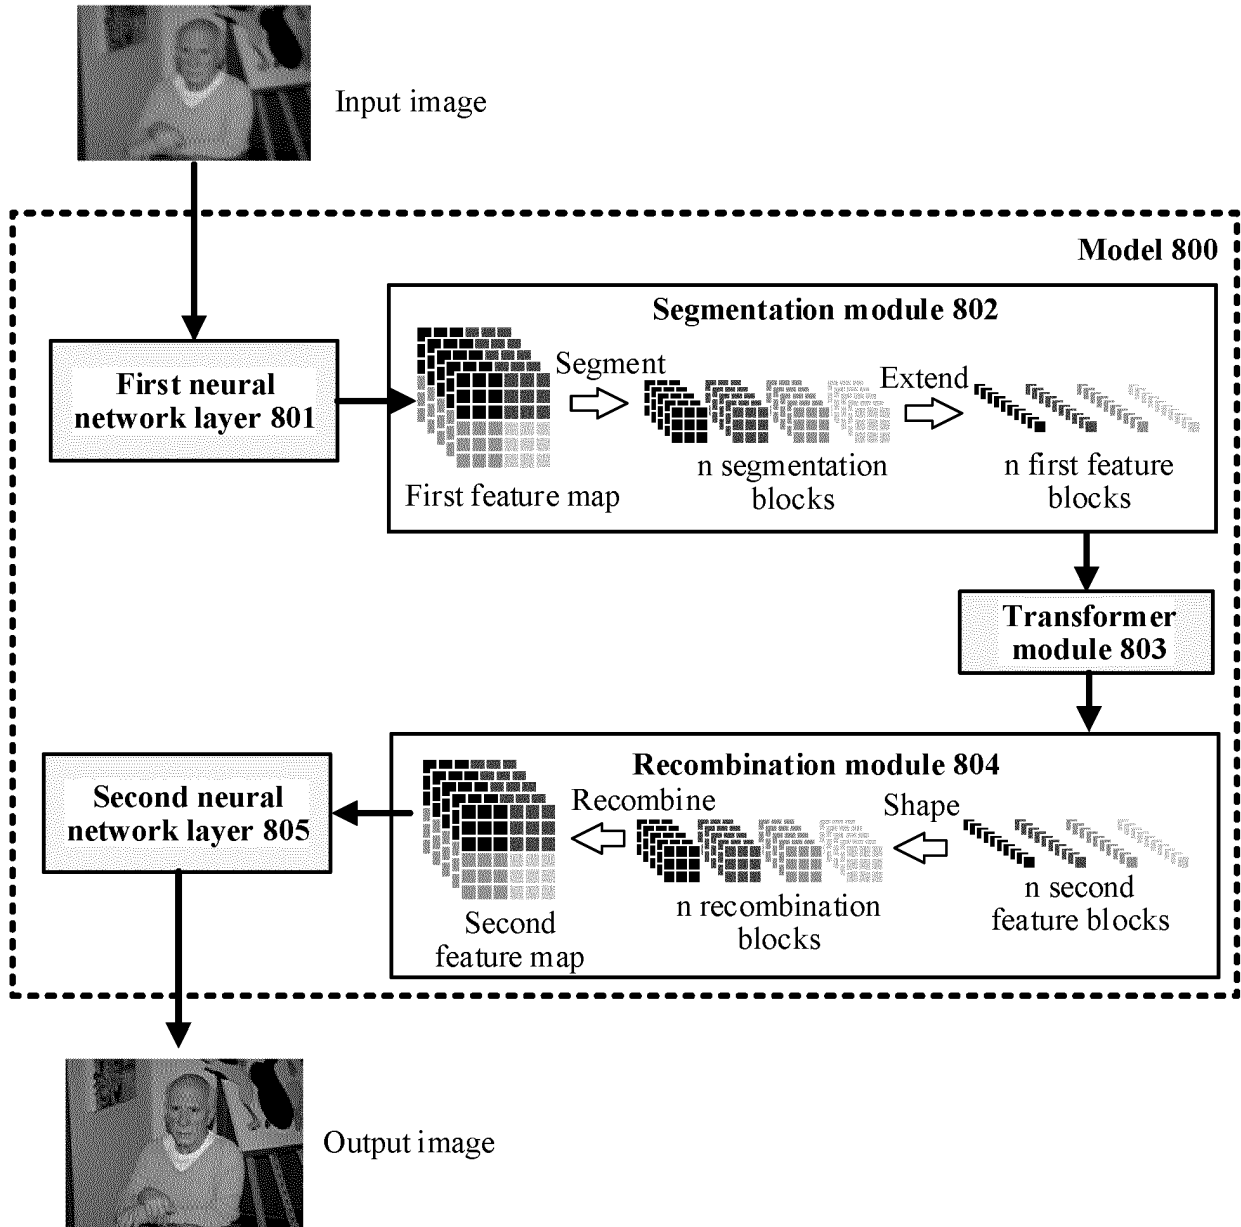 Input image
Model 800
Segmentation module 802
First neural
network layer 801
Segment
Extend
First feature map
n segmentation
blocks
n first feature
blocks
Transformer
module 803
Recombination module 804
Second neural
network layer 805
Recombine
Shape
Second
feature map
n recombination
blocks
n second
feature blocks
Output image